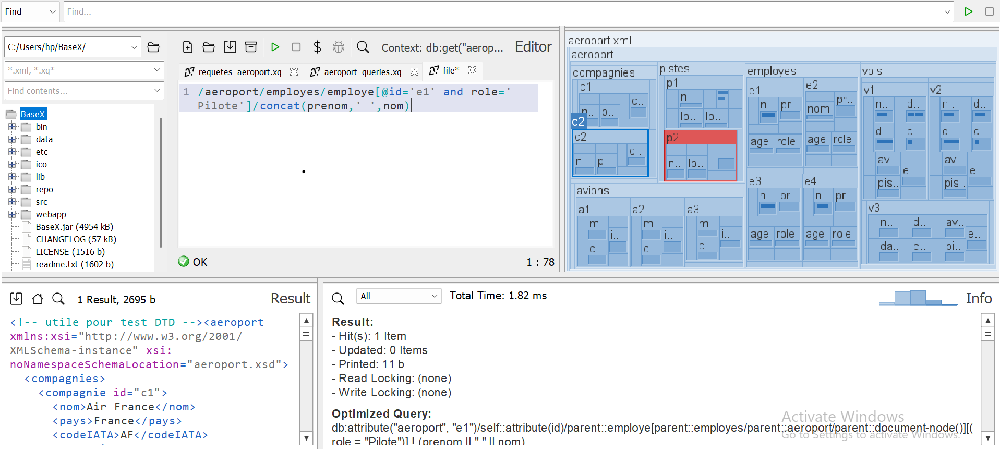 Find
Find...
C:/Users/hp/BaseX/
*.xml, *.xq*
Find contents...
BaseX
bin
data
etc
ico
lib
repo
src
webapp
BaseX.jar (4954 kB)
CHANGELOG (57 kB)
LICENSE (1516 b)
readme.txt (1602 b)
Context: db:get("aerop...
Editor
requetes_aeroport.xq
aeroport_queries.xq
file*
1 /aeroport/employes/employe[@id='e1' and role='
Pilote']/concat(prenom,' ',nom)
OK
1 : 78
aeroport.xml
aeroport
compagnies
c1
n.. p.. c..
c2
c2
n.. p.. c..
pistes
p1
n..
lo.. lo..
p2
n.. lo.. l..
avions
a1
m.. i..
c..
a2
m.. i..
c..
a3
m.. i..
c..
employes
e1
n.. pr..
age role
e2
nom pr..
age role
e3
n.. pr..
age role
e4
n.. pr..
age role
vols
v1
n.. d..
d.. c..
av.. e..
pis..
v2
n.. d..
d.. c..
av.. e..
pis..
v3
n.. d.. av.. e..
da.. c.. pi..
1 Result, 2695 b
Result
<!-- utile pour test DTD --><aeroport
xmlns:xsi="http://www.w3.org/2001/
XMLSchema-instance" xsi:
noNamespaceSchemaLocation="aeroport.xsd">
<compagnies>
<compagnie id="c1">
<nom>Air France</nom>
<pays>France</pays>
<codeIATA>AF</codeIATA>
All
Total Time: 1.82 ms
Info
Result:
- Hit(s): 1 Item
- Updated: 0 Items
- Printed: 11 b
- Read Locking: (none)
- Write Locking: (none)
Optimized Query:
db:attribute("aeroport", "e1")/self::attribute(id)/parent::employe[parent::employes/parent::aeroport/parent::document-node()][(
role = "Pilote")] ! (prenom || " " || nom)
Activate Windows
Go to Settings to activate Windows.